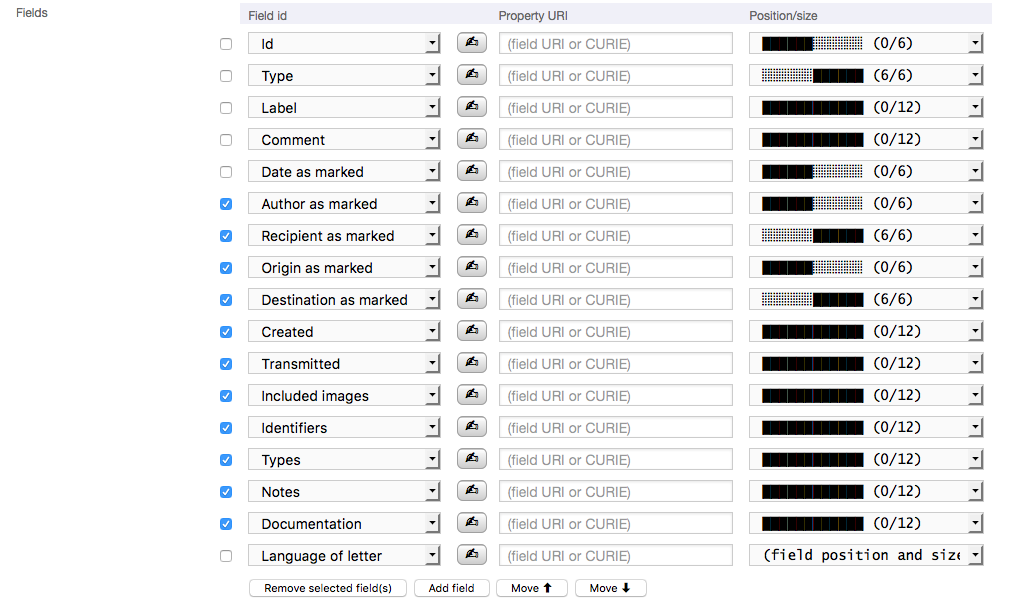 Fields
Field id Property URI Position/size
Id (field URI or CURIE) (0/6)
Type (field URI or CURIE) (6/6)
Label (field URI or CURIE) (0/12)
Comment (field URI or CURIE) (0/12)
Date as marked (field URI or CURIE) (0/6)
Author as marked (field URI or CURIE) (0/6)
Recipient as marked (field URI or CURIE) (6/6)
Origin as marked (field URI or CURIE) (0/6)
Destination as marked (field URI or CURIE) (6/6)
Created (field URI or CURIE) (0/12)
Transmitted (field URI or CURIE) (0/12)
Included images (field URI or CURIE) (0/12)
Identifiers (field URI or CURIE) (0/12)
Types (field URI or CURIE) (0/12)
Notes (field URI or CURIE) (0/12)
Documentation (field URI or CURIE) (0/12)
Language of letter (field URI or CURIE) (field position and size
Remove selected field(s) Add field Move ⬆ Move ⬇